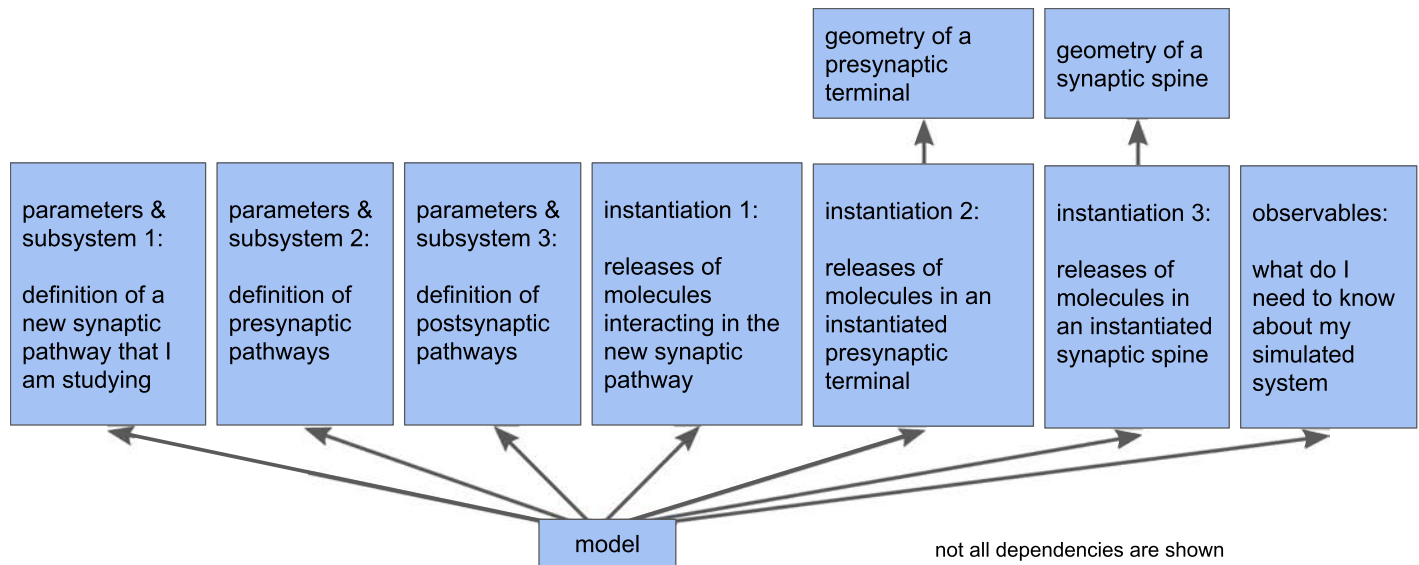 geometry of a
presynaptic
terminal
geometry of a
synaptic spine
parameters &
subsystem 1:
definition of a
new synaptic
pathway that I
am studying
parameters &
subsystem 2:
definition of
presynaptic
pathways
parameters &
subsystem 3:
definition of
postsynaptic
pathways
instantiation 1:
releases of
molecules
interacting in the
new synaptic
pathway
instantiation 2:
releases of
molecules in an
instantiated
presynaptic
terminal
instantiation 3:
releases of
molecules in
an instantiated
synaptic spine
observables:
what do I
need to know
about my
simulated
system
model
not all dependencies are shown